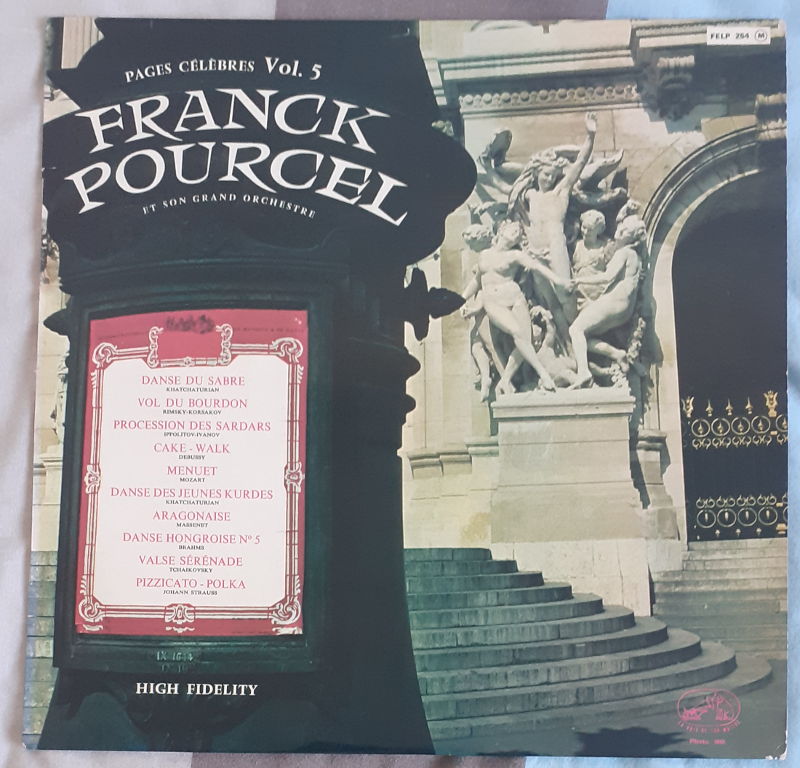 FELP 254 M
PAGES CÉLÈBRES Vol. 5
FRANCK
POURCEL
ET SON GRAND ORCHESTRE
DANSE DU SABRE
KHATCHATURIAN
VOL DU BOURDON
RIMSKY-KORSAKOV
PROCESSION DES SARDARS
IPPOLITOV-IVANOV
CAKE - WALK
DEBUSSY
MENUET
MOZART
DANSE DES JEUNES KURDES
KHATCHATURIAN
ARAGONAISE
MASSENET
DANSE HONGROISE Nº 5
BRAHMS
VALSE SÉRÉNADE
TCHAIKOVSKY
PIZZICATO - POLKA
JOHANN STRAUSS
HIGH FIDELITY